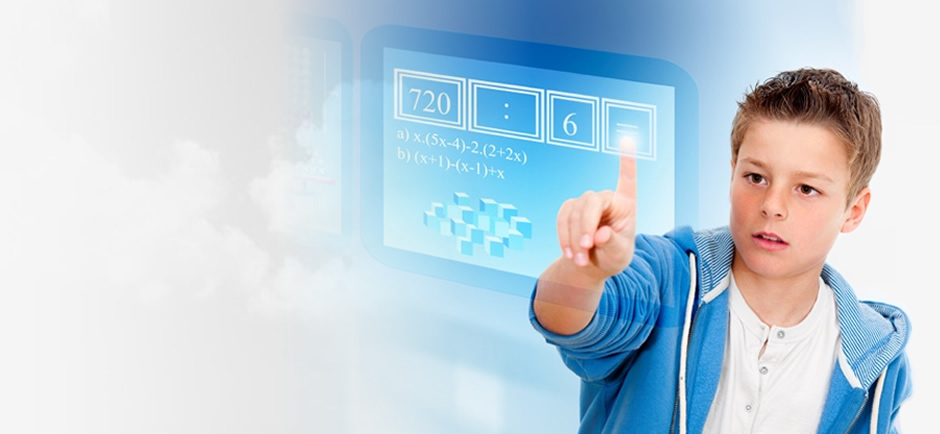 720 : 6 =
a) x.(5x-4)-2.(2+2x)
b) (x+1)-(x-1)+x